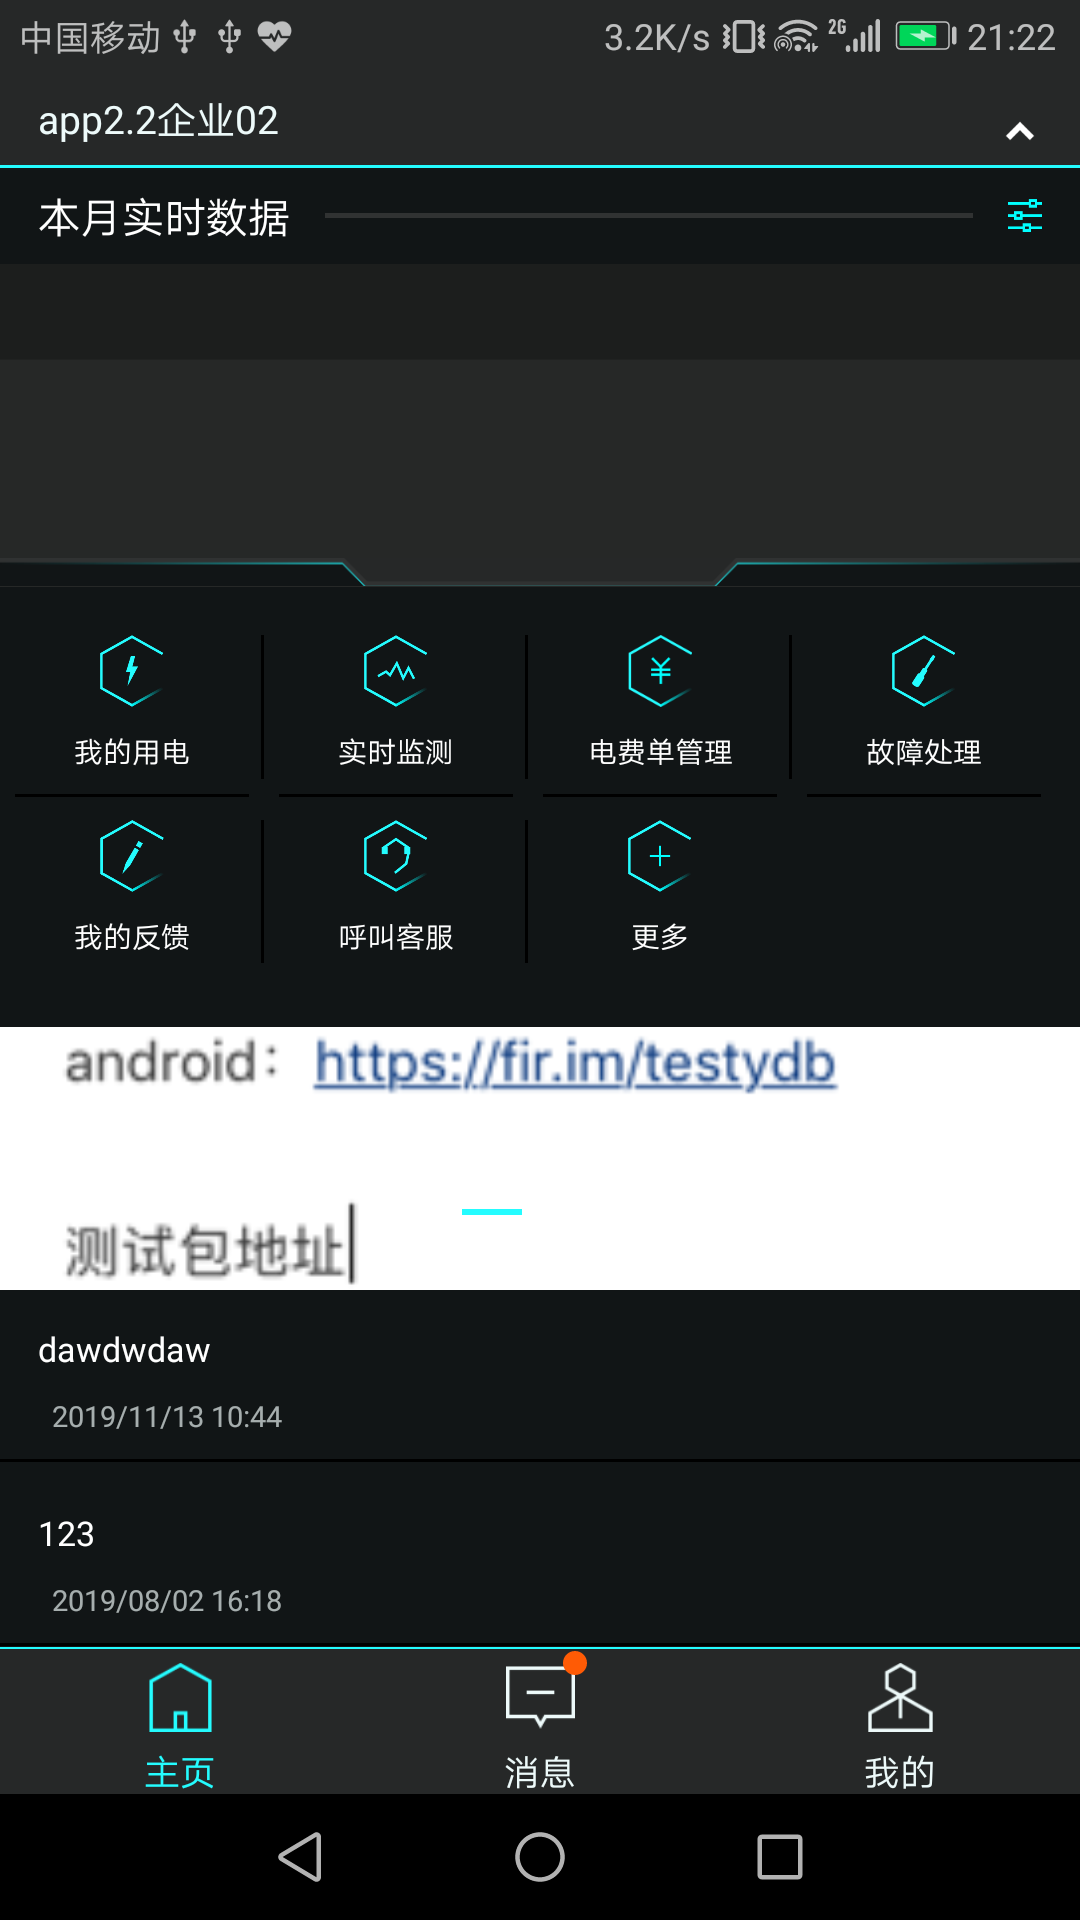 中国移动 3.2K/s 2G 21:22
app2.2企业02
本月实时数据
我的用电 实时监测 电费单管理 故障处理
我的反馈 呼叫客服 更多
android： https://fir.im/testydb
测试包地址
dawdwdaw
2019/11/13 10:44
123
2019/08/02 16:18
主页 消息 我的